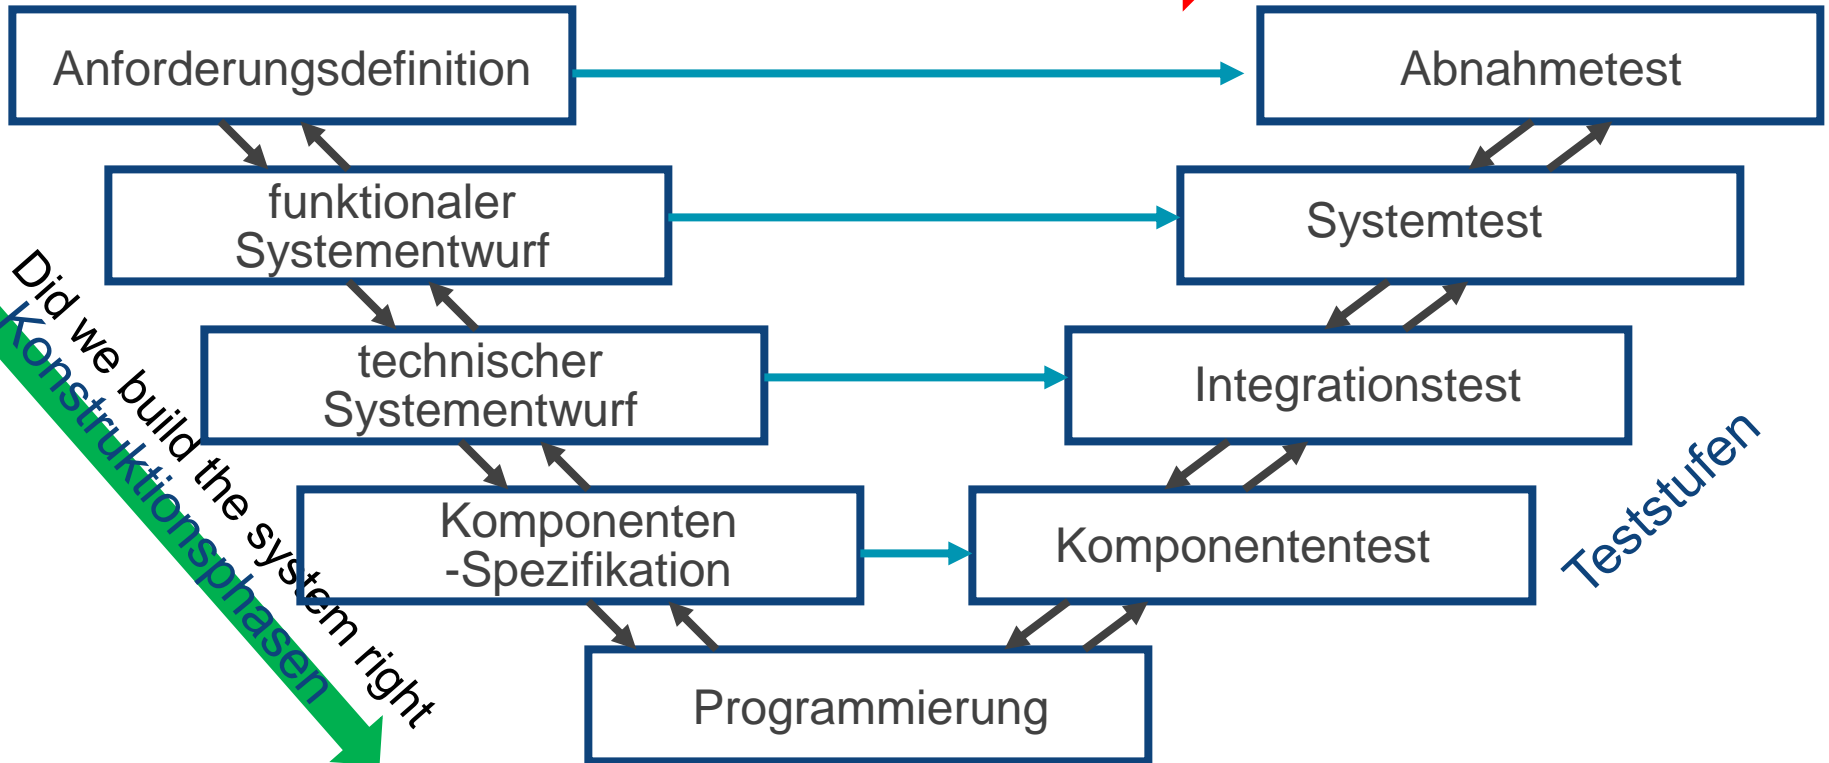 Anforderungsdefinition
Abnahmetest
funktionaler
Systementwurf
Systemtest
Did we build the system right
Konstruktionsphasen
technischer
Systementwurf
Integrationstest
Teststufen
Komponenten
-Spezifikation
Komponententest
Programmierung